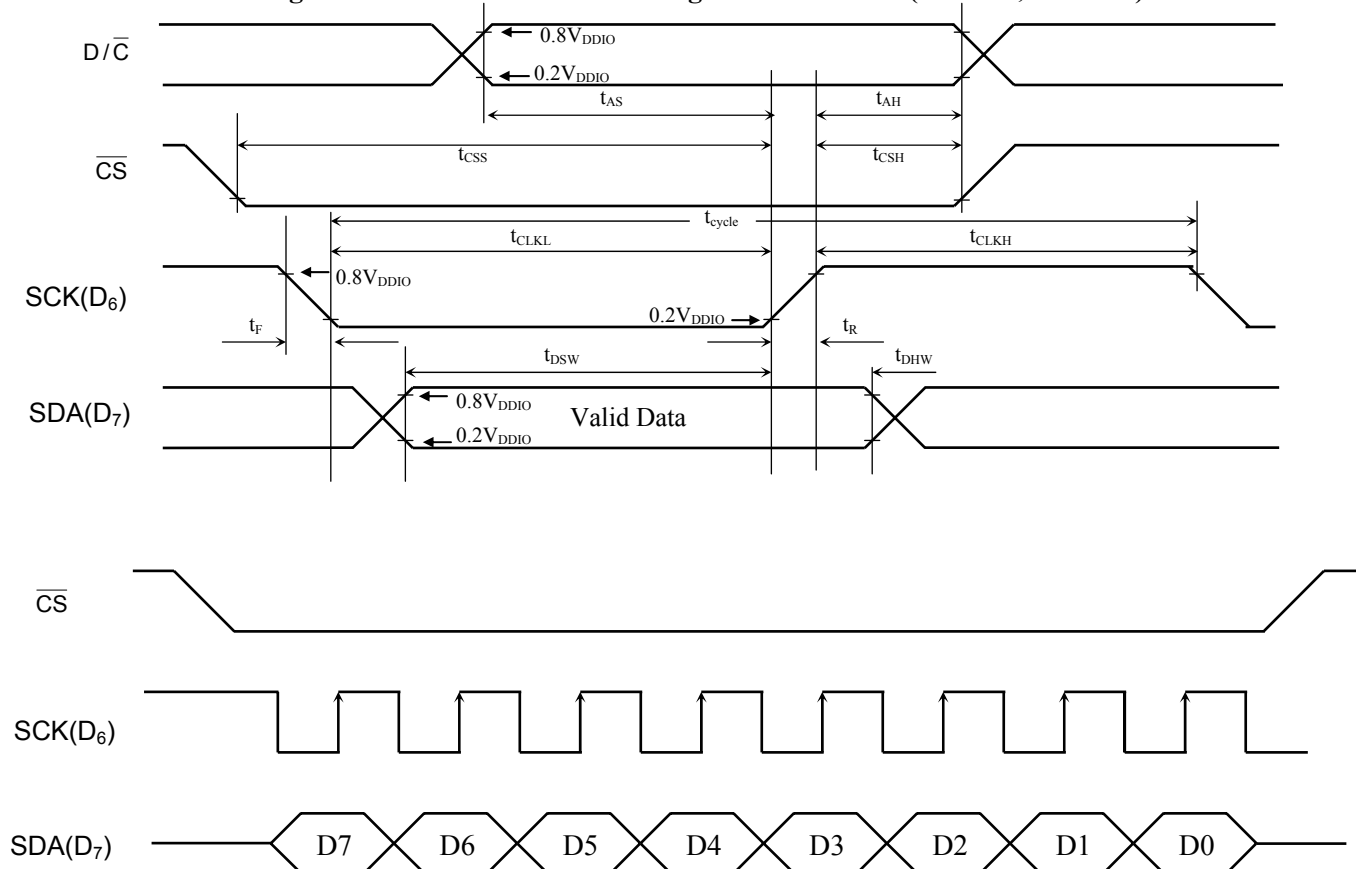 D/C̅
0.8V_DDIO
0.2V_DDIO
t_AS
t_AH
C̅S̅
t_CSS
t_CSH
t_cycle
t_CLKL
t_CLKH
SCK(D₆)
0.8V_DDIO
0.2V_DDIO
t_F
t_R
t_DSW
t_DHW
SDA(D₇)
0.8V_DDIO
Valid Data
0.2V_DDIO
C̅S̅
SCK(D₆)
SDA(D₇)
D7 D6 D5 D4 D3 D2 D1 D0